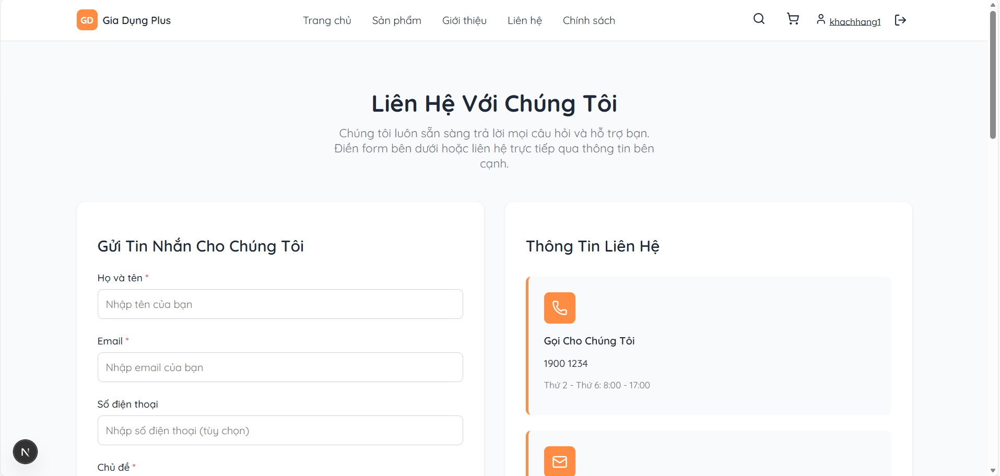 GD Gia Dụng Plus
Trang chủ Sản phẩm Giới thiệu Liên hệ Chính sách
khachhang1
Liên Hệ Với Chúng Tôi
Chúng tôi luôn sẵn sàng trả lời mọi câu hỏi và hỗ trợ bạn.
Điền form bên dưới hoặc liên hệ trực tiếp qua thông tin bên
cạnh.
Gửi Tin Nhắn Cho Chúng Tôi
Họ và tên *
Nhập tên của bạn
Email *
Nhập email của bạn
Số điện thoại
Nhập số điện thoại (tùy chọn)
Chủ đề *
Thông Tin Liên Hệ
Gọi Cho Chúng Tôi
1900 1234
Thứ 2 - Thứ 6: 8:00 - 17:00
N